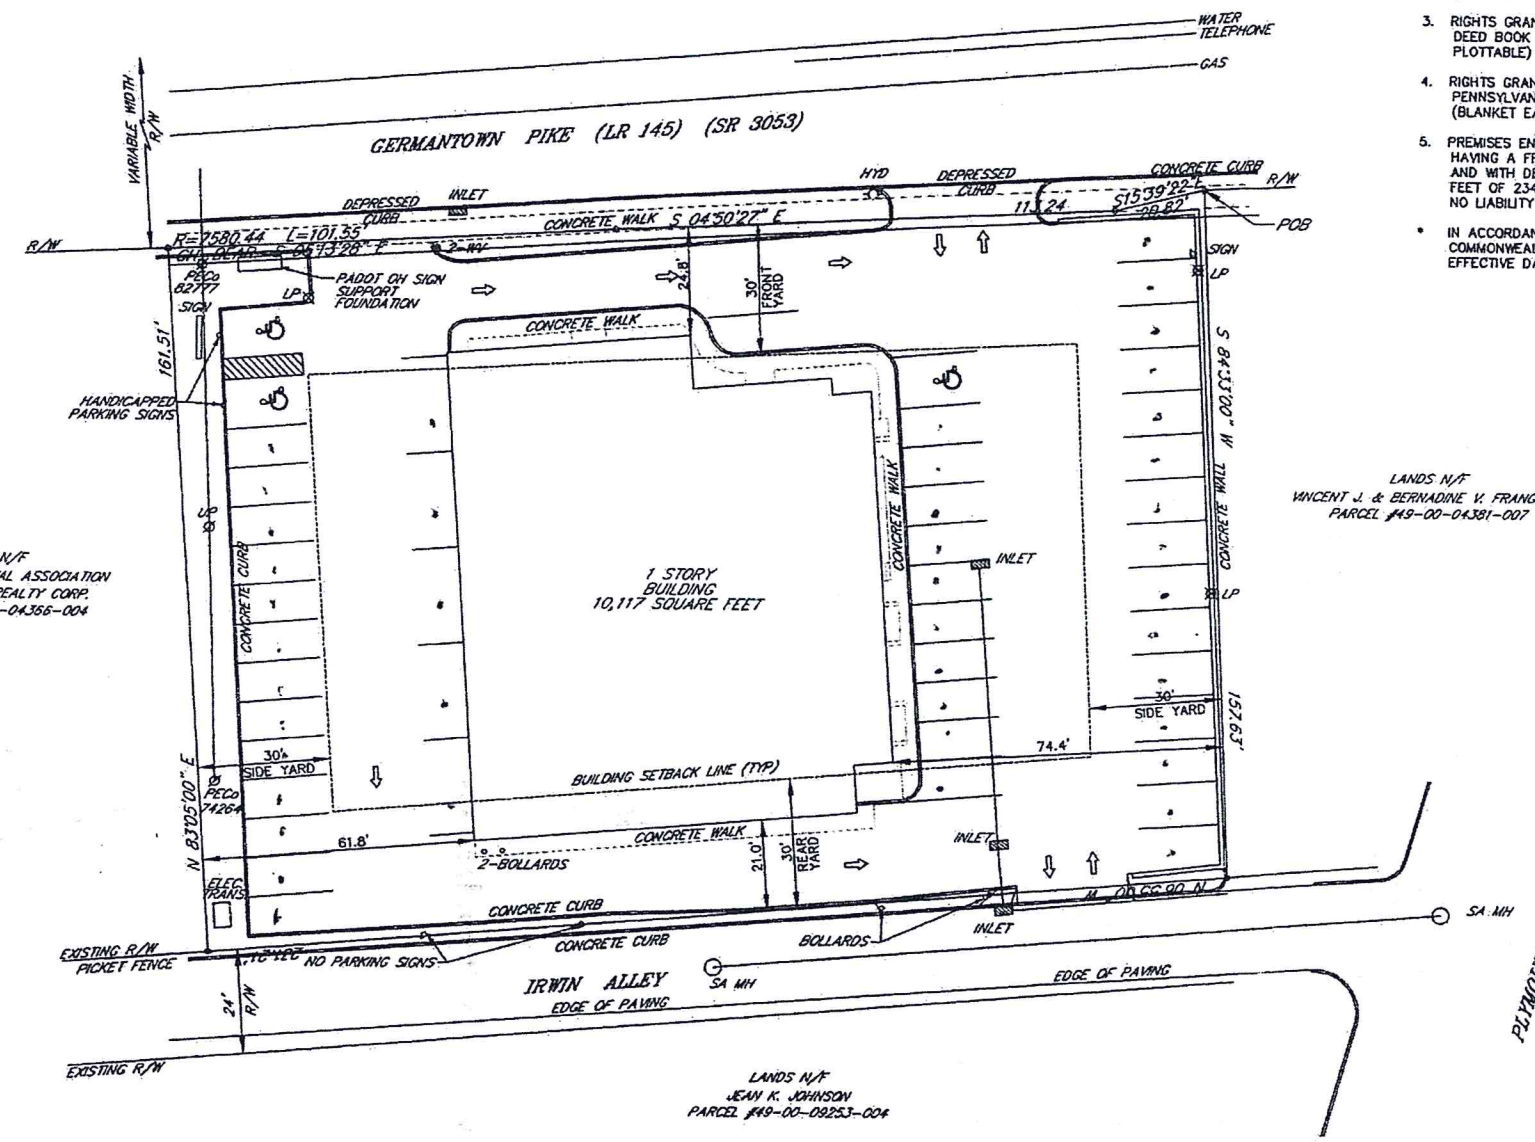 WATER
TELEPHONE
GAS
VARIABLE WIDTH
R/W
GERMANTOWN PIKE (LR 145) (SR 3053)
3. RIGHTS GRAN
DEED BOOK
PLOTTABLE)
4. RIGHTS GRAN
PENNSYLVAN
(BLANKET EA
5. PREMISES EN
HAVING A FR
AND WITH DE
FEET OF 234
NO LIABILITY
• IN ACCORDAN
COMMONWEAL
EFFECTIVE DA
HYD
DEPRESSED
CURB
CONCRETE CURB
R/W
DEPRESSED
CURB
INLET
CONCRETE WALK
S 04°50'27" E
S15°39'22"E
POB
R/W
R=7580.44 L=101.55'
2-WV
PECo
82777
SIGN
PADOT OH SIGN
SUPPORT
FOUNDATION
LP
24.8'
30'
FRONT
YARD
SIGN
LP
161.51'
HANDICAPPED
PARKING SIGNS
CONCRETE WALK
S 84°33'00" W
CONCRETE WALL
LANDS N/F
VINCENT J. & BERNADINE V. FRANG
PARCEL #49-00-04381-007
CONCRETE WALK
UP
N/F
AL ASSOCIATION
REALTY CORP.
-04366-004
CONCRETE CURB
1 STORY
BUILDING
10,117 SQUARE FEET
INLET
LP
30'
SIDE YARD
157.63'
74.4'
30'
SIDE YARD
BUILDING SETBACK LINE (TYP)
N 83°05'00" E
PECo
74264
61.8'
CONCRETE WALK
2-BOLLARDS
21.0'
30'
REAR
YARD
INLET
ELEC.
TRANS
CONCRETE CURB
CONCRETE CURB
BOLLARDS
INLET
EXISTING R/W
PICKET FENCE
NO PARKING SIGNS
SA MH
IRWIN ALLEY
SA MH
EDGE OF PAVING
EDGE OF PAVING
24'
R/W
EXISTING R/W
LANDS N/F
JEAN K. JOHNSON
PARCEL #49-00-09253-004